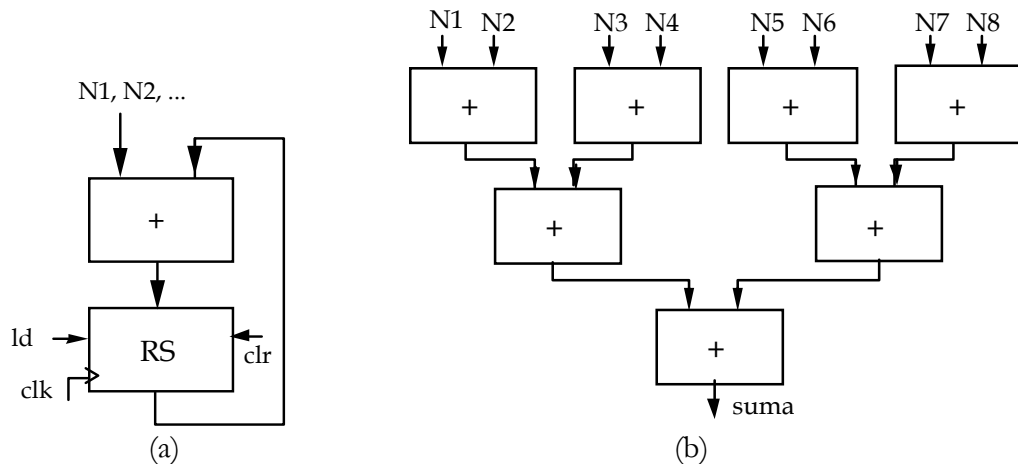 N1, N2, ...
+
ld
RS
clr
clk
(a)
N1 N2 N3 N4 N5 N6 N7 N8
+ + + +
+ +
+
suma
(b)